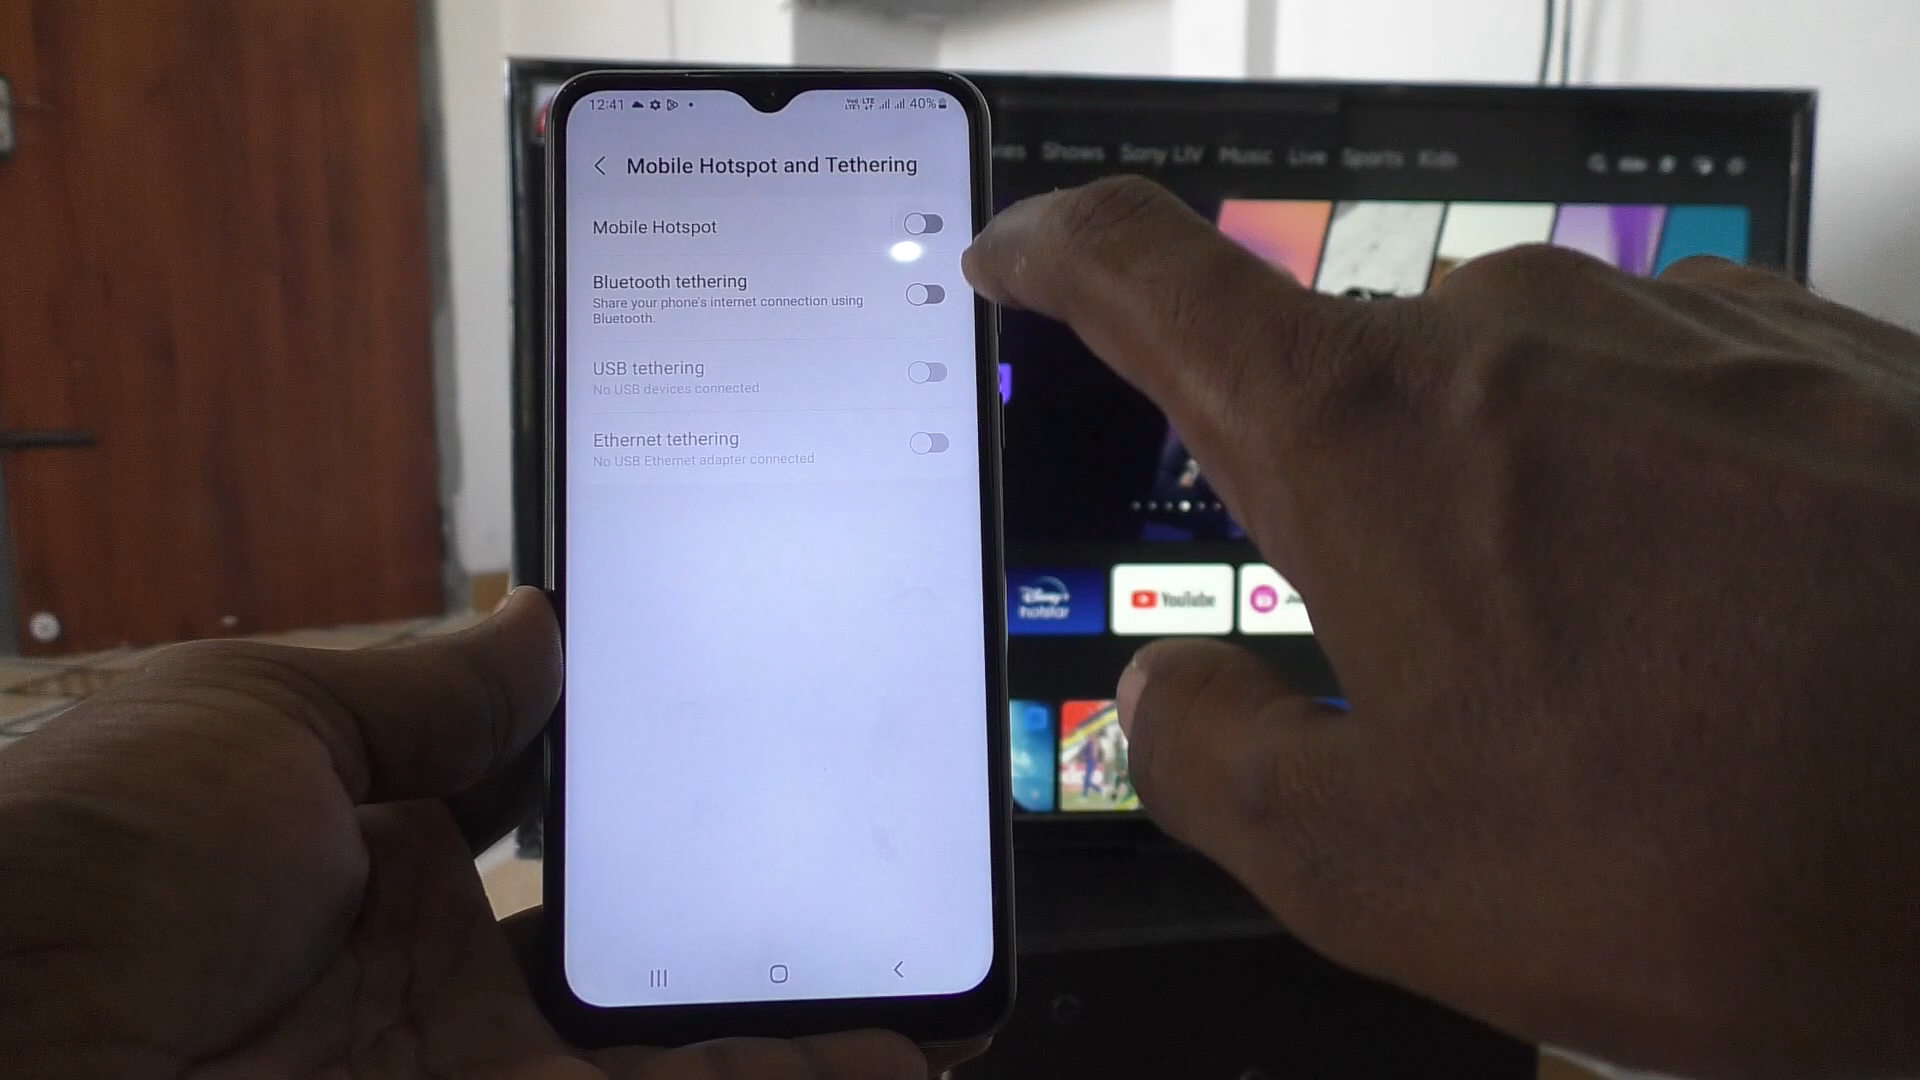 12:41
VoLTE1 LTE 40%
Mobile Hotspot and Tethering
Mobile Hotspot
Bluetooth tethering
Share your phone's internet connection using
Bluetooth.
USB tethering
No USB devices connected
Ethernet tethering
No USB Ethernet adapter connected
Shows Sony LIV Music Live Sports Kids
Disney+
hotstar
YouTube